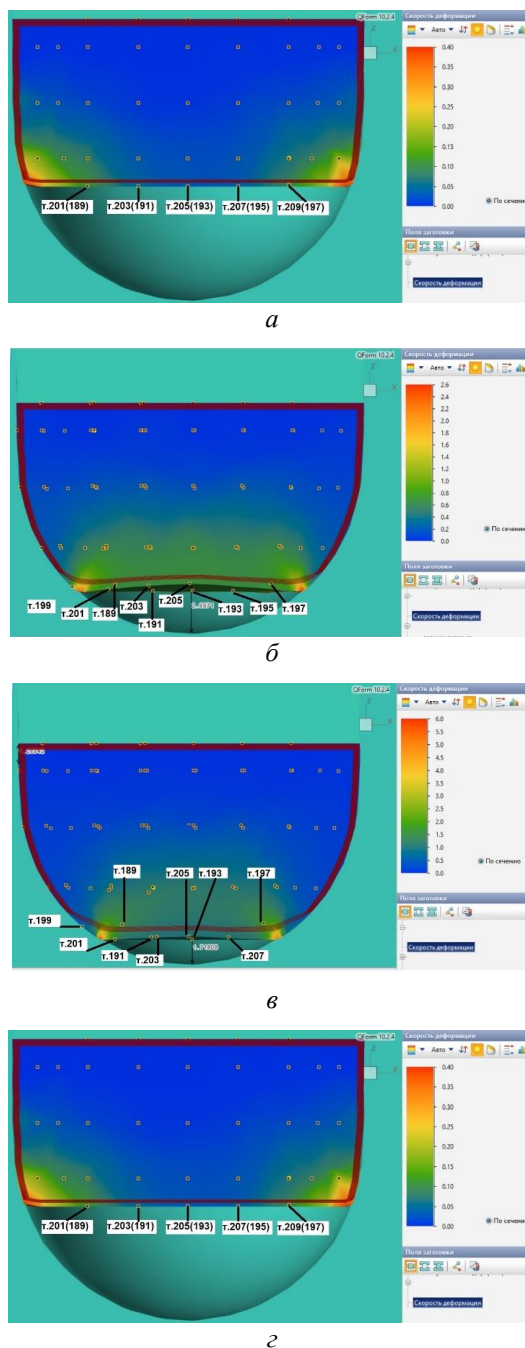 QForm 10.2.4
Скорость деформации
Авто
0.40
0.35
0.30
0.25
0.20
0.15
0.10
0.05
0.00
По сечению
Поля заготовки
Скорость деформации
Z
X
т.201(189) т.203(191) т.205(193) т.207(195) т.209(197)
а
QForm 10.2.4
Скорость деформации
Авто
2.6
2.4
2.2
2.0
1.8
1.6
1.4
1.2
1.0
0.8
0.6
0.4
0.2
0.0
По сечению
Поля заготовки
Скорость деформации
Z
X
т.199 т.201 т.189 т.203 т.191 т.205 т.193 т.195 т.197
б
QForm 10.2.4
Скорость деформации
Авто
6.0
5.5
5.0
4.5
4.0
3.5
3.0
2.5
2.0
1.5
1.0
0.5
0.0
По сечению
Поля заготовки
Скорость деформации
Z
X
т.189 т.205 т.193 т.197
т.199 т.201 т.191 т.203 т.207
в
QForm 10.2.4
Скорость деформации
Авто
0.40
0.35
0.30
0.25
0.20
0.15
0.10
0.05
0.00
По сечению
Поля заготовки
Скорость деформации
Z
X
т.201(189) т.203(191) т.205(193) т.207(195) т.209(197)
г